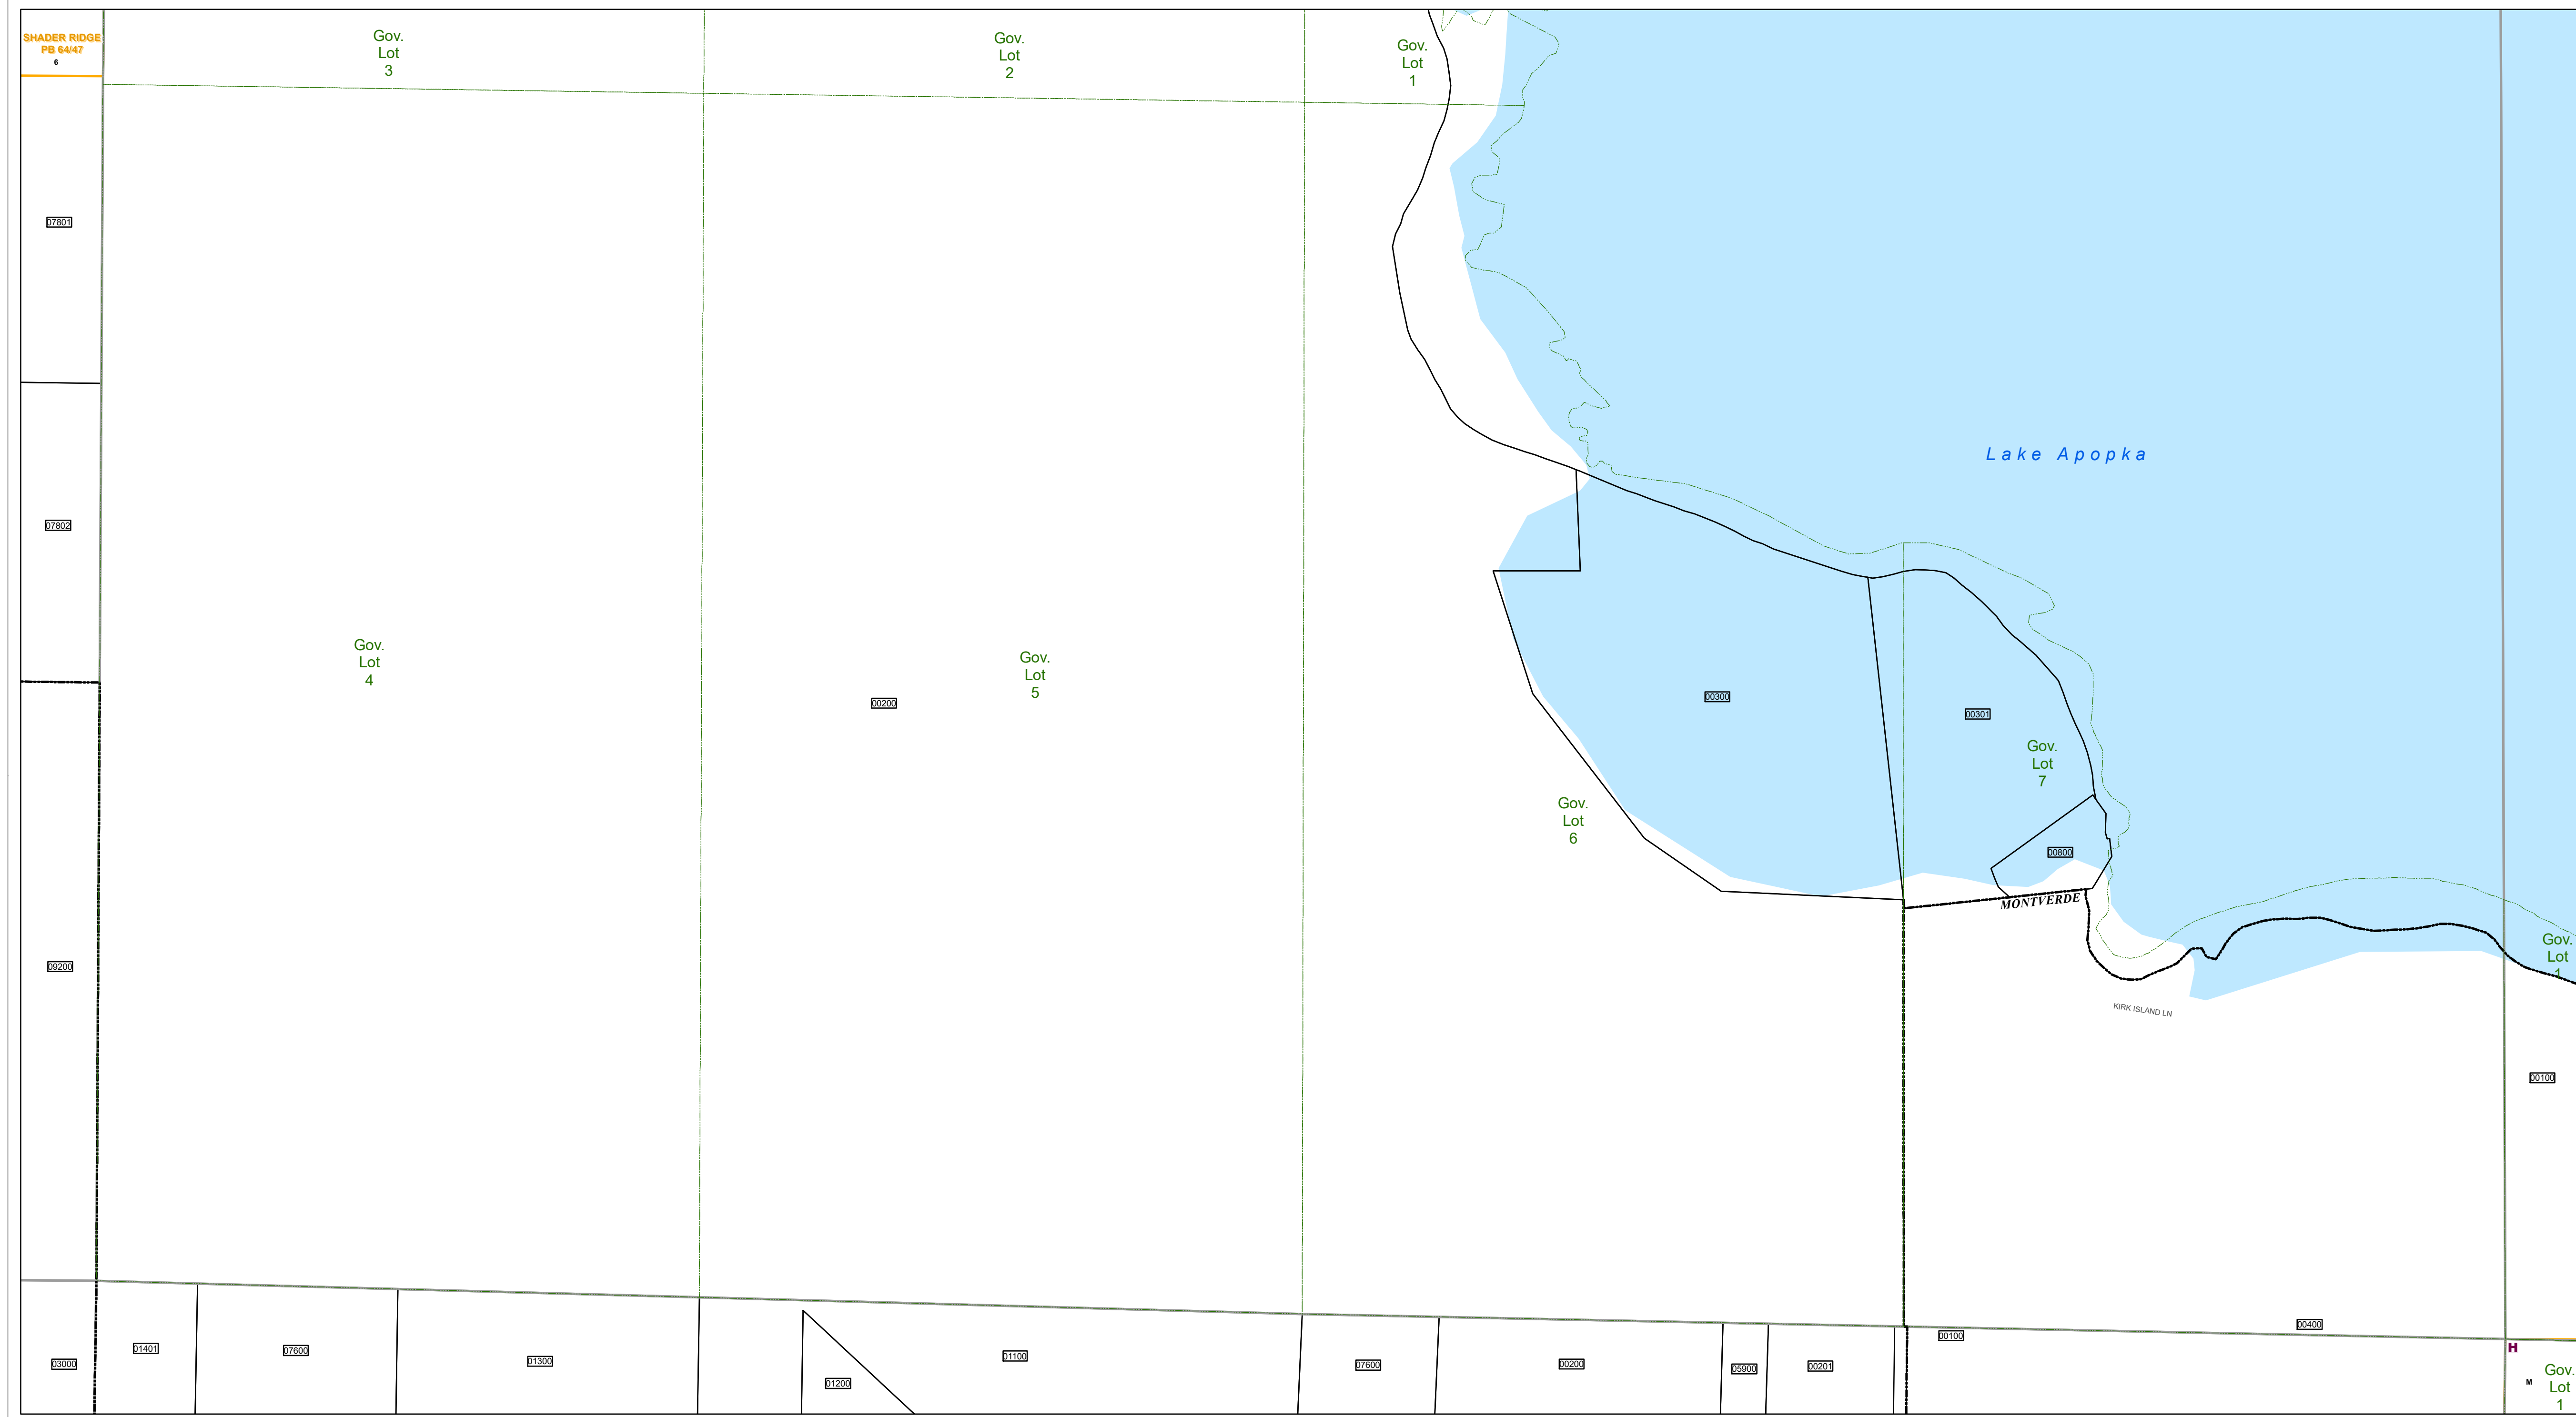 SHADER RIDGE
PB 64/47
6
Gov.
Lot
3
Gov.
Lot
2
Gov.
Lot
1
07801
Lake Apopka
07802
Gov.
Lot
4
Gov.
Lot
5
00200
00300
00301
Gov.
Lot
7
Gov.
Lot
6
00800
MONTVERDE
09200
Gov.
Lot
1
KIRK ISLAND LN
00100
03000
01401
07600
01300
01200
01100
07600
00200
05900
00201
00100
00400
H
M
Gov.
Lot
1